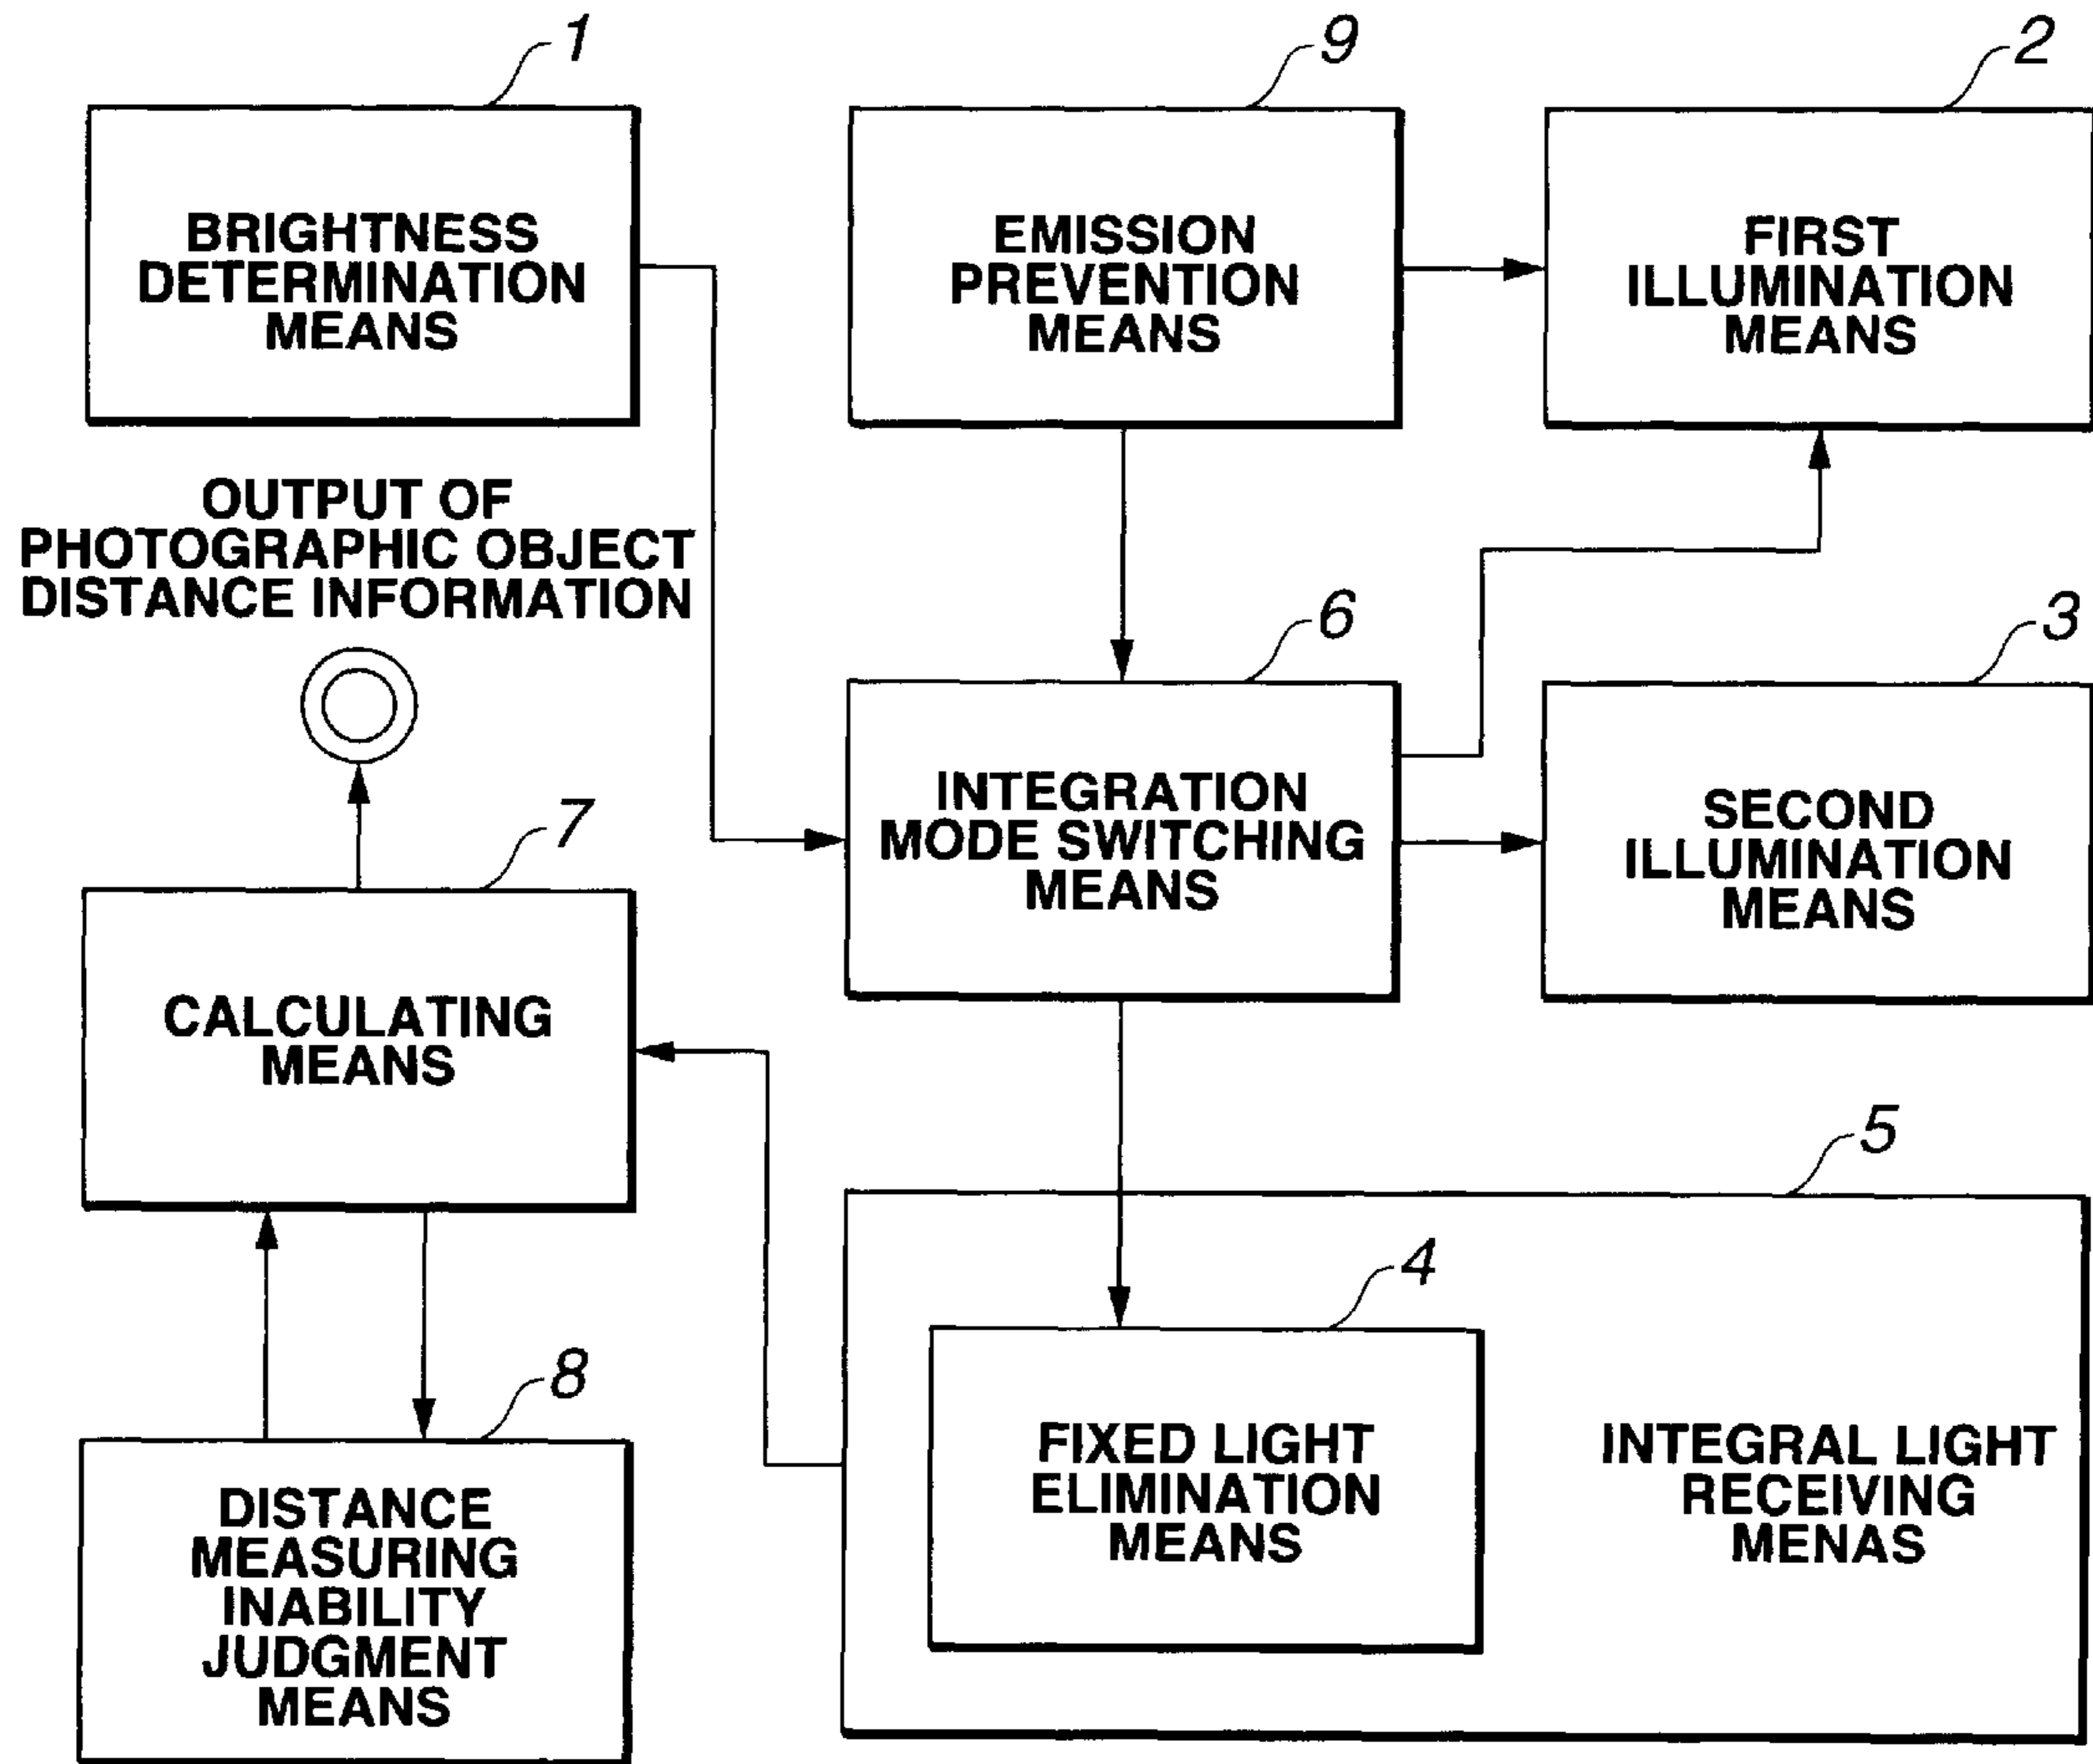 1
BRIGHTNESS
DETERMINATION
MEANS
9
EMISSION
PREVENTION
MEANS
2
FIRST
ILLUMINATION
MEANS
OUTPUT OF
PHOTOGRAPHIC OBJECT
DISTANCE INFORMATION
6
INTEGRATION
MODE SWITCHING
MEANS
3
SECOND
ILLUMINATION
MEANS
7
CALCULATING
MEANS
5
4
FIXED LIGHT
ELIMINATION
MEANS
INTEGRAL LIGHT
RECEIVING
MENAS
8
DISTANCE
MEASURING
INABILITY
JUDGMENT
MEANS